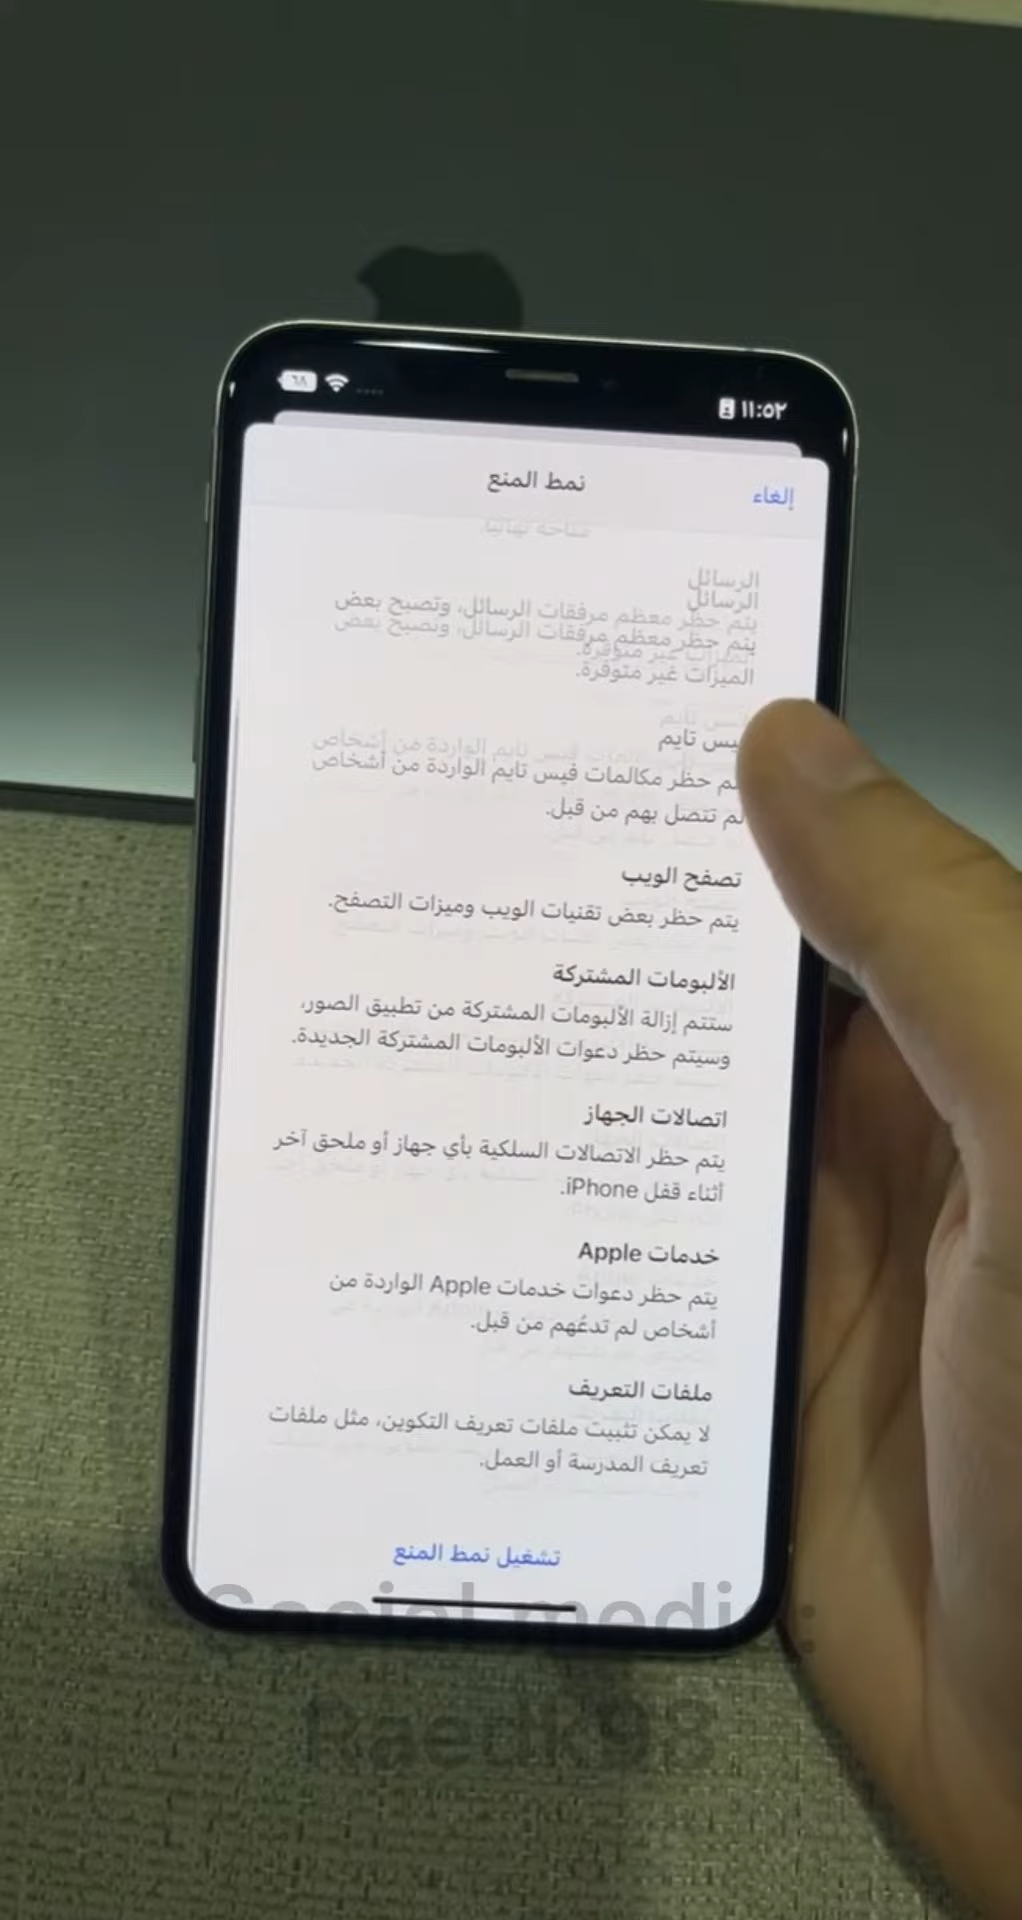 ١١:٥٢
٦٨
إلغاء
نمط المنع
متاحة نهائيًا.
الرسائل
يتم حظر معظم مرفقات الرسائل، وتصبح بعض
الميزات غير متوفرة.
فيس تايم
يتم حظر مكالمات فيس تايم الواردة من أشخاص
لم تتصل بهم من قبل.
تصفح الويب
يتم حظر بعض تقنيات الويب وميزات التصفح.
الألبومات المشتركة
ستتم إزالة الألبومات المشتركة من تطبيق الصور،
وسيتم حظر دعوات الألبومات المشتركة الجديدة.
اتصالات الجهاز
يتم حظر الاتصالات السلكية بأي جهاز أو ملحق آخر
أثناء قفل iPhone.
خدمات Apple
يتم حظر دعوات خدمات Apple الواردة من
أشخاص لم تدعُهم من قبل.
ملفات التعريف
لا يمكن تثبيت ملفات تعريف التكوين، مثل ملفات
تعريف المدرسة أو العمل.
تشغيل نمط المنع
Social media: